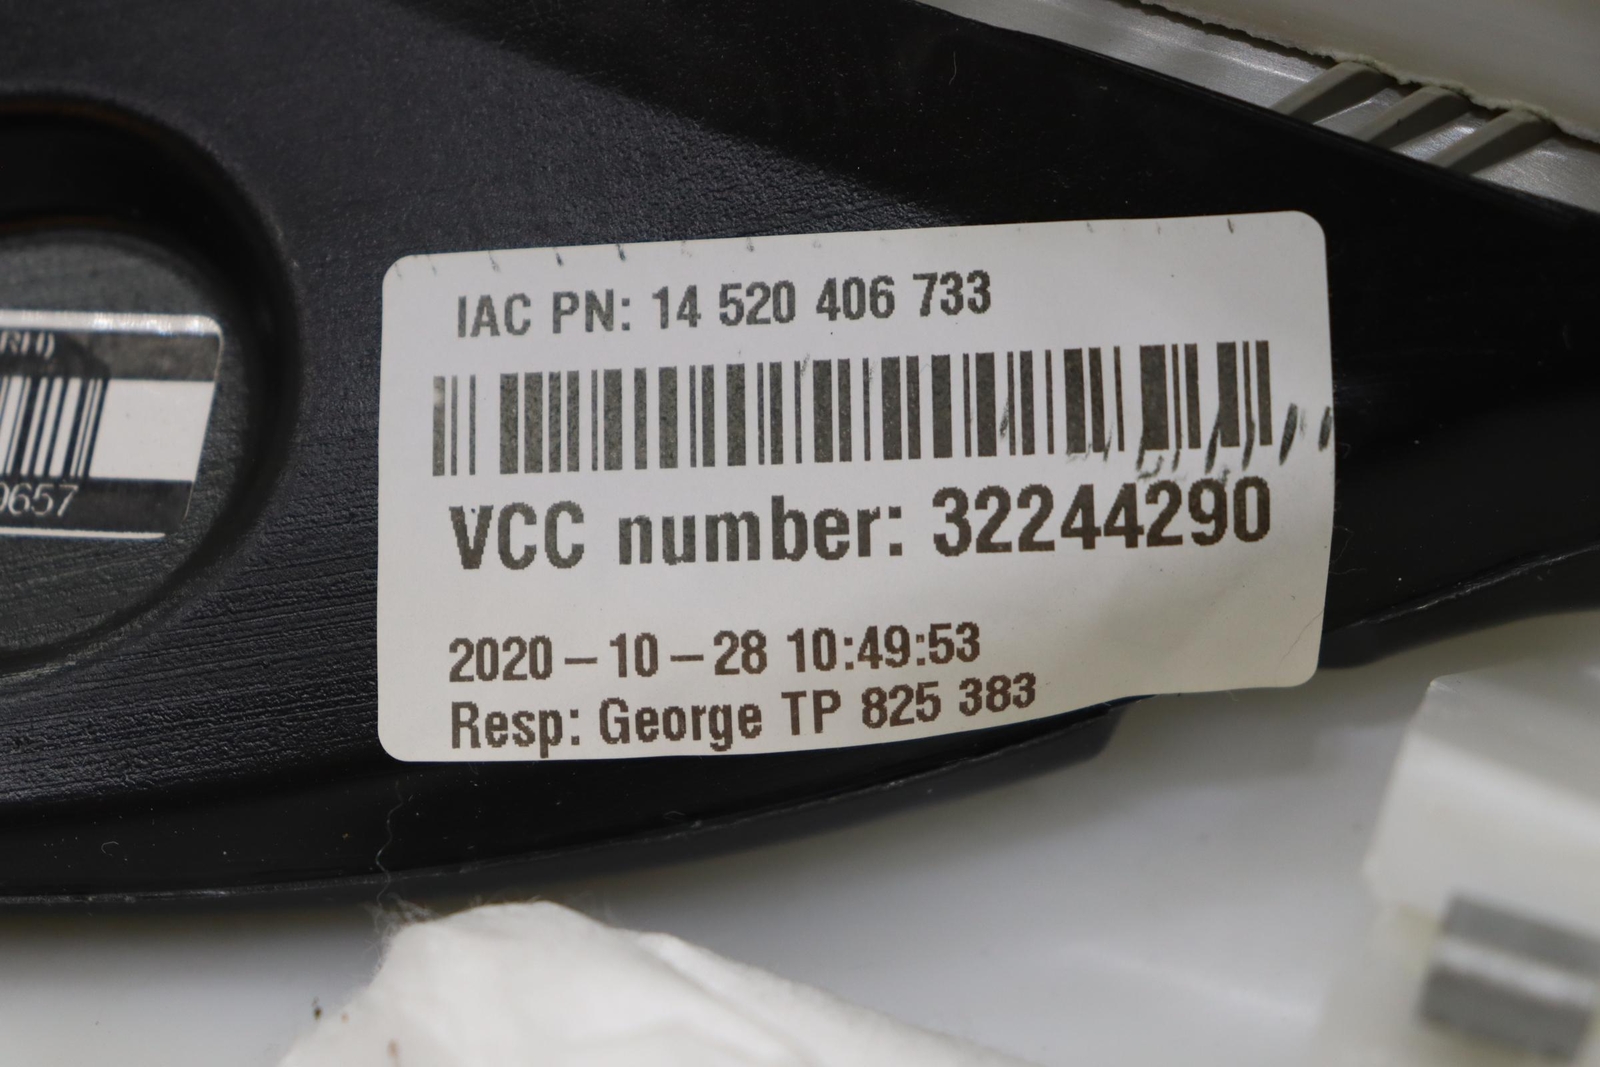 IAC PN: 14 520 406 733
VCC number: 32244290
2020-10-28 10:49:53
Resp: George TP 825 383
RH)
0657